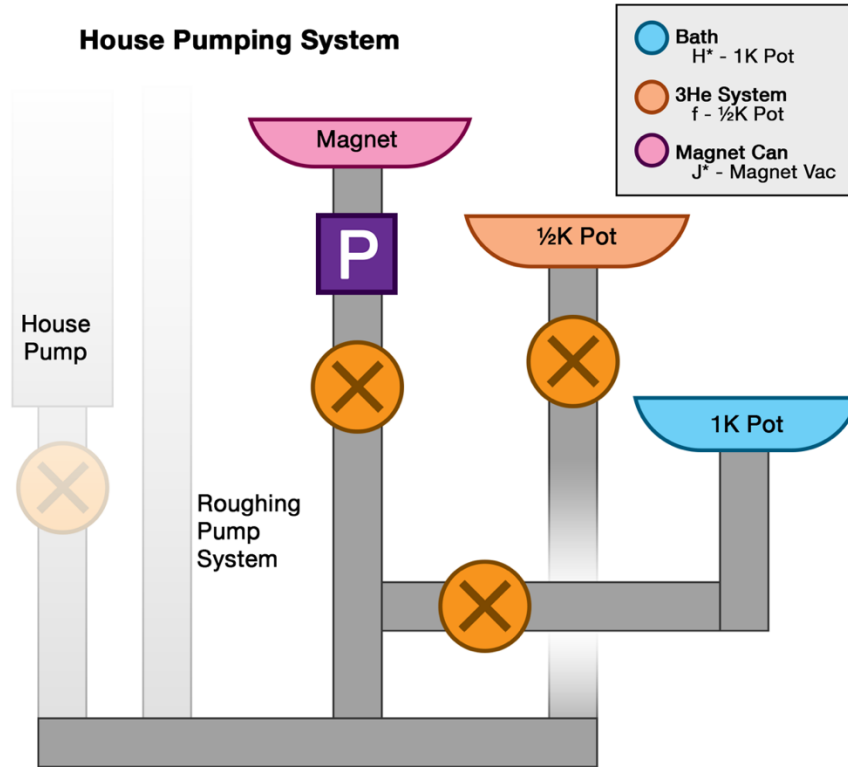 House Pumping System
Bath
H* - 1K Pot
3He System
f - ½K Pot
Magnet Can
J* - Magnet Vac
Magnet
P
½K Pot
House
Pump
1K Pot
Roughing
Pump
System